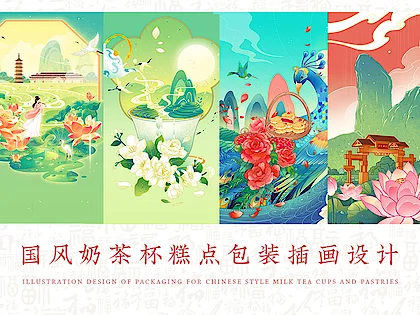 国风奶茶杯糕点包装插画设计
ILLUSTRATION DESIGN OF PACKAGING FOR CHINESE STYLE MILK TEA CUPS AND PASTRIES